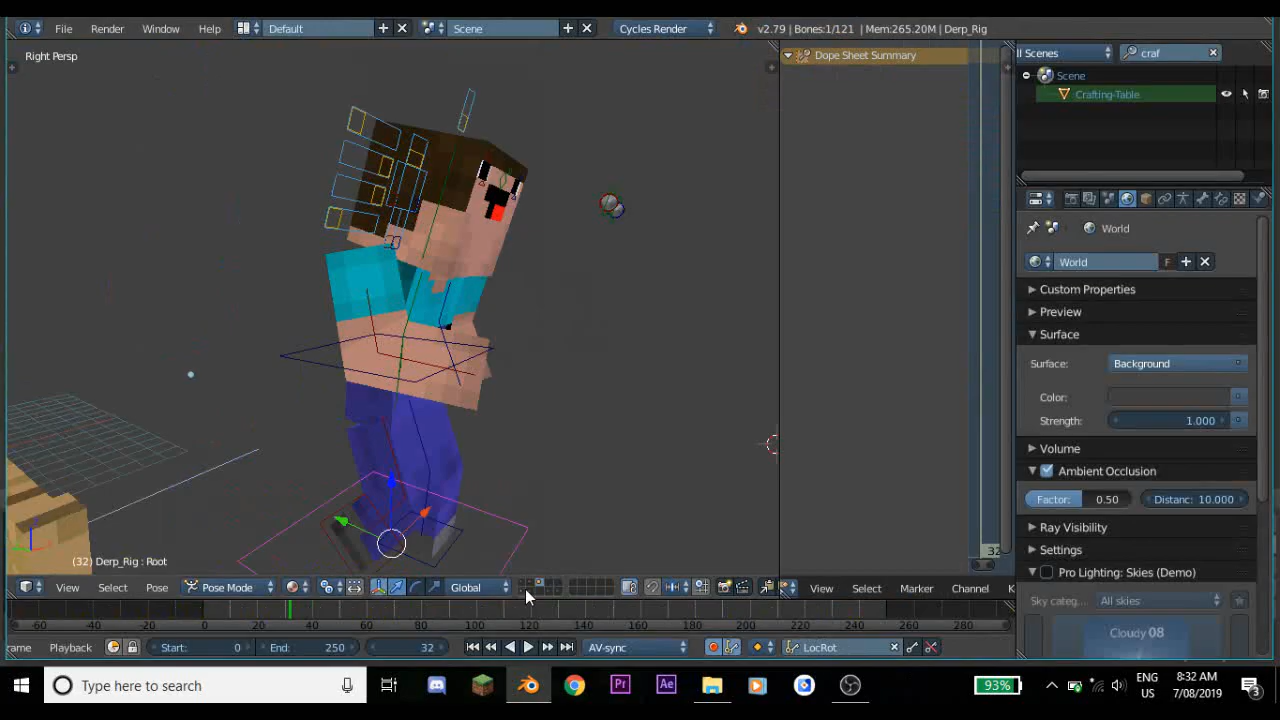 File Render Window Help Default Scene Cycles Render v2.79 | Bones:1/121 | Mem:265.20M | Derp_Rig
Right Persp
Dope Sheet Summary
ll Scenes craf
Scene
Crafting-Table
World
World F
Custom Properties
Preview
Surface
Surface: Background
Color:
Strength: 1.000
Volume
Ambient Occlusion
Factor: 0.50 Distanc: 10.000
Ray Visibility
Settings
Pro Lighting: Skies (Demo)
Sky categ... All skies
Cloudy 08
32
(32) Derp_Rig : Root
View Select Pose Pose Mode Global View Select Marker Channel K
-60 -40 -20 0 20 40 60 80 100 120 140 160 180 200 220 240 260 280
ame Playback Start: 0 End: 250 32 AV-sync LocRot
Type here to search
Pr Ae
93%
ENG
US
8:32 AM
7/08/2019
3